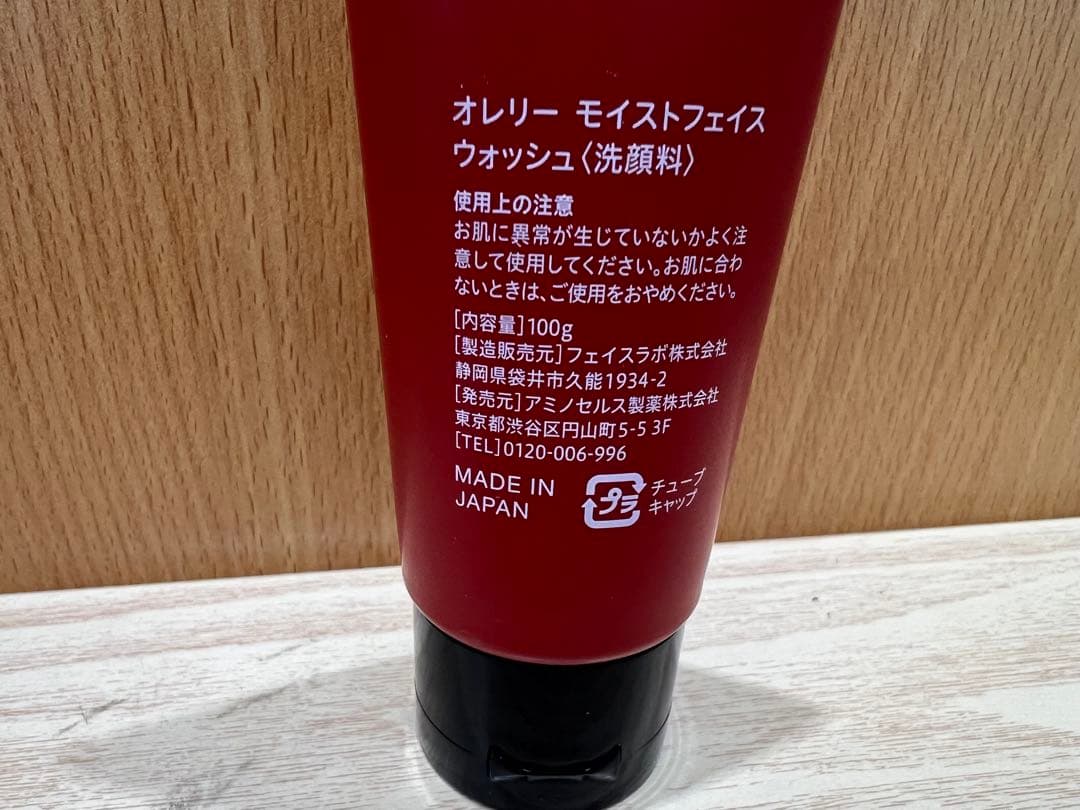 オレリー モイストフェイス
ウォッシュ〈洗顔料〉
使用上の注意
お肌に異常が生じていないかよく注
意して使用してください。お肌に合わ
ないときは、ご使用をおやめください。
[内容量]100g
[製造販売元]フェイスラボ株式会社
静岡県袋井市久能1934-2
[発売元]アミノセルス製薬株式会社
東京都渋谷区円山町5-5 3F
[TEL]0120-006-996
MADE IN
JAPAN
プラ
チューブ
キャップ